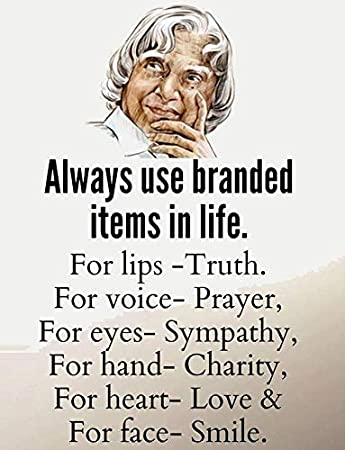 Always use branded
items in life.
For lips -Truth.
For voice- Prayer,
For eyes- Sympathy,
For hand- Charity,
For heart- Love &
For face- Smile.